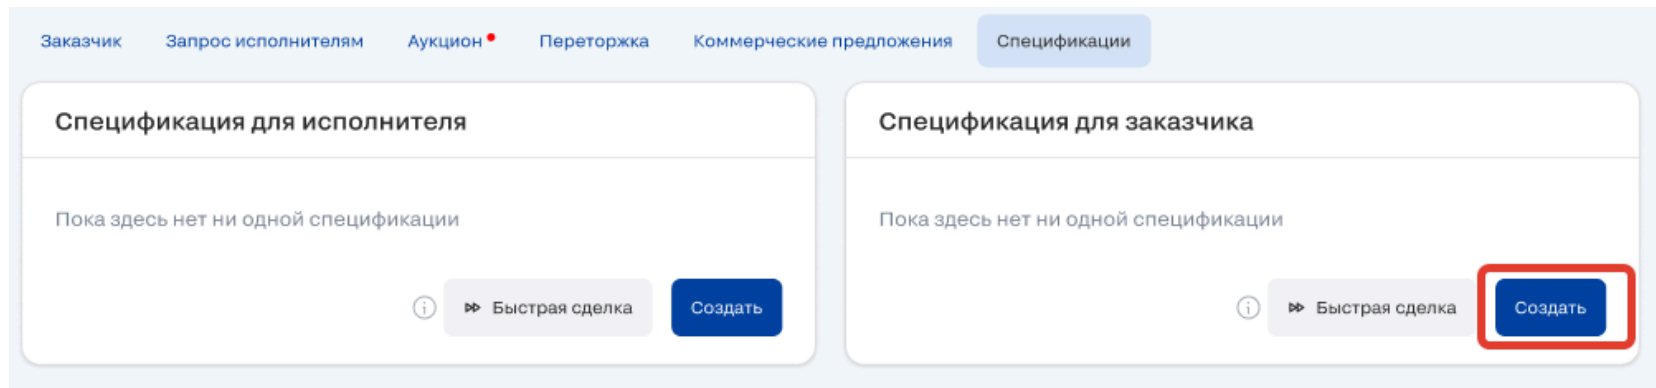 Заказчик Запрос исполнителям Аукцион Переторжка Коммерческие предложения Спецификации
Спецификация для исполнителя
Пока здесь нет ни одной спецификации
Быстрая сделка Создать
Спецификация для заказчика
Пока здесь нет ни одной спецификации
Быстрая сделка Создать